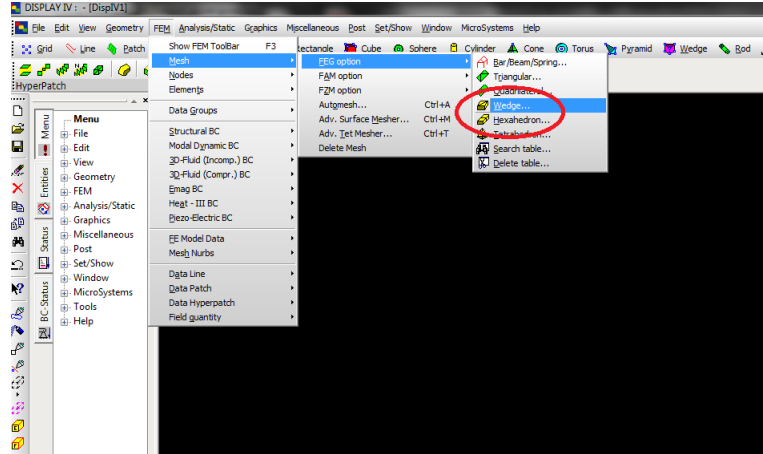 DISPLAY IV : - [DispIV1]
File Edit View Geometry FEM Analysis/Static Graphics Miscellaneous Post Set/Show Window MicroSystems Help
Grid Line Patch Cube Sphere Cylinder Cone Torus Pyramid Wedge Rod
HyperPatch
Show FEM ToolBar F3
Mesh
Nodes
Elements
Data Groups
Structural BC
Modal Dynamic BC
3D-Fluid (Incomp.) BC
3D-Fluid (Compr.) BC
Emag BC
Heat - III BC
Piezo-Electric BC
FE Model Data
Mesh Nurbs
Data Line
Data Patch
Data Hyperpatch
Field quantity
FEG option
FAM option
FZM option
Automesh... Ctrl+A
Adv. Surface Mesher... Ctrl+M
Adv. Tet Mesher... Ctrl+T
Delete Mesh
Bar/Beam/Spring...
Triangular...
Quadrilateral...
Wedge...
Hexahedron...
Tetrahedron...
Search table...
Delete table...
Menu
Entities
Status
BC-Status
Menu
File
Edit
View
Geometry
FEM
Analysis/Static
Graphics
Miscellaneous
Post
Set/Show
Window
MicroSystems
Tools
Help